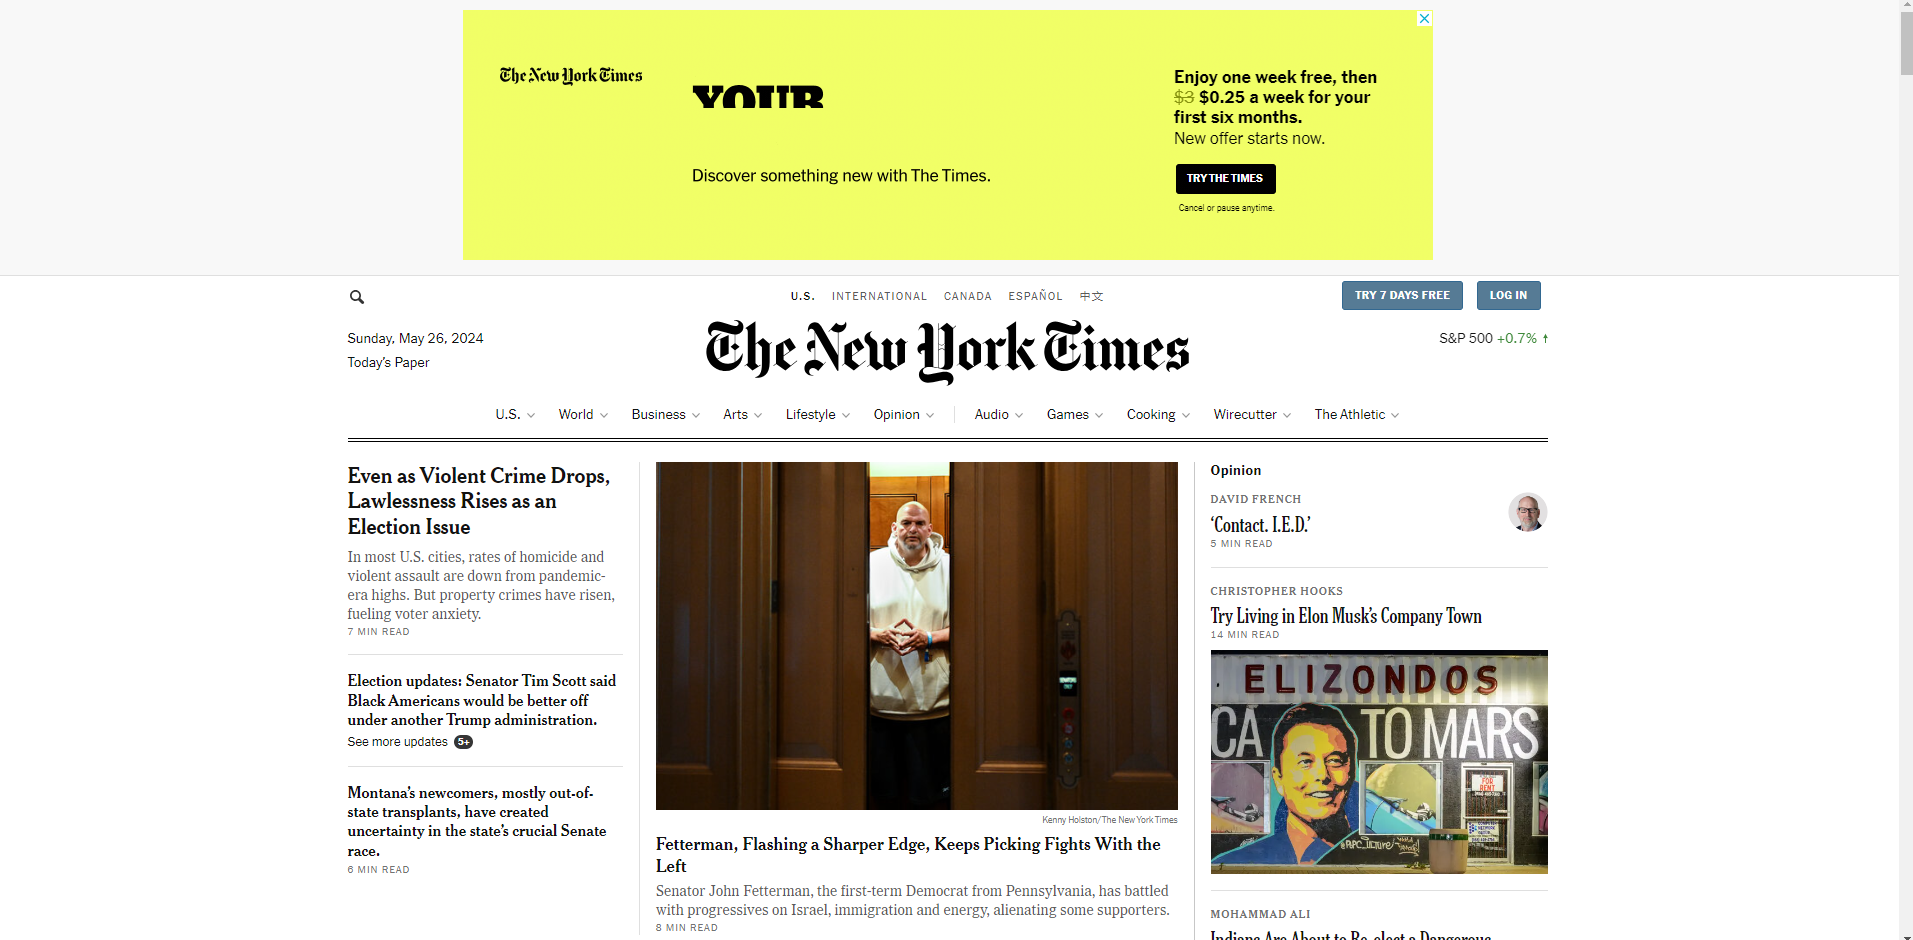 The New York Times
YOUR
Discover something new with The Times.
Enjoy one week free, then
$3 $0.25 a week for your
first six months.
New offer starts now.
TRY THE TIMES
Cancel or pause anytime.
U.S. INTERNATIONAL CANADA ESPAÑOL 中文
TRY 7 DAYS FREE LOG IN
Sunday, May 26, 2024
Today's Paper
The New York Times
S&P 500 +0.7%
U.S. World Business Arts Lifestyle Opinion Audio Games Cooking Wirecutter The Athletic
Even as Violent Crime Drops,
Lawlessness Rises as an
Election Issue
In most U.S. cities, rates of homicide and
violent assault are down from pandemic-
era highs. But property crimes have risen,
fueling voter anxiety.
7 MIN READ
Election updates: Senator Tim Scott said
Black Americans would be better off
under another Trump administration.
See more updates 5+
Montana's newcomers, mostly out-of-
state transplants, have created
uncertainty in the state's crucial Senate
race.
6 MIN READ
Kenny Holston/The New York Times
Fetterman, Flashing a Sharper Edge, Keeps Picking Fights With the
Left
Senator John Fetterman, the first-term Democrat from Pennsylvania, has battled
with progressives on Israel, immigration and energy, alienating some supporters.
8 MIN READ
Opinion
DAVID FRENCH
'Contact. I.E.D.'
5 MIN READ
CHRISTOPHER HOOKS
Try Living in Elon Musk's Company Town
14 MIN READ
ELIZONDOS
CA TO MARS
FOR
RENT
MOHAMMAD ALI
Indians Are About to Re-elect a Dangerous